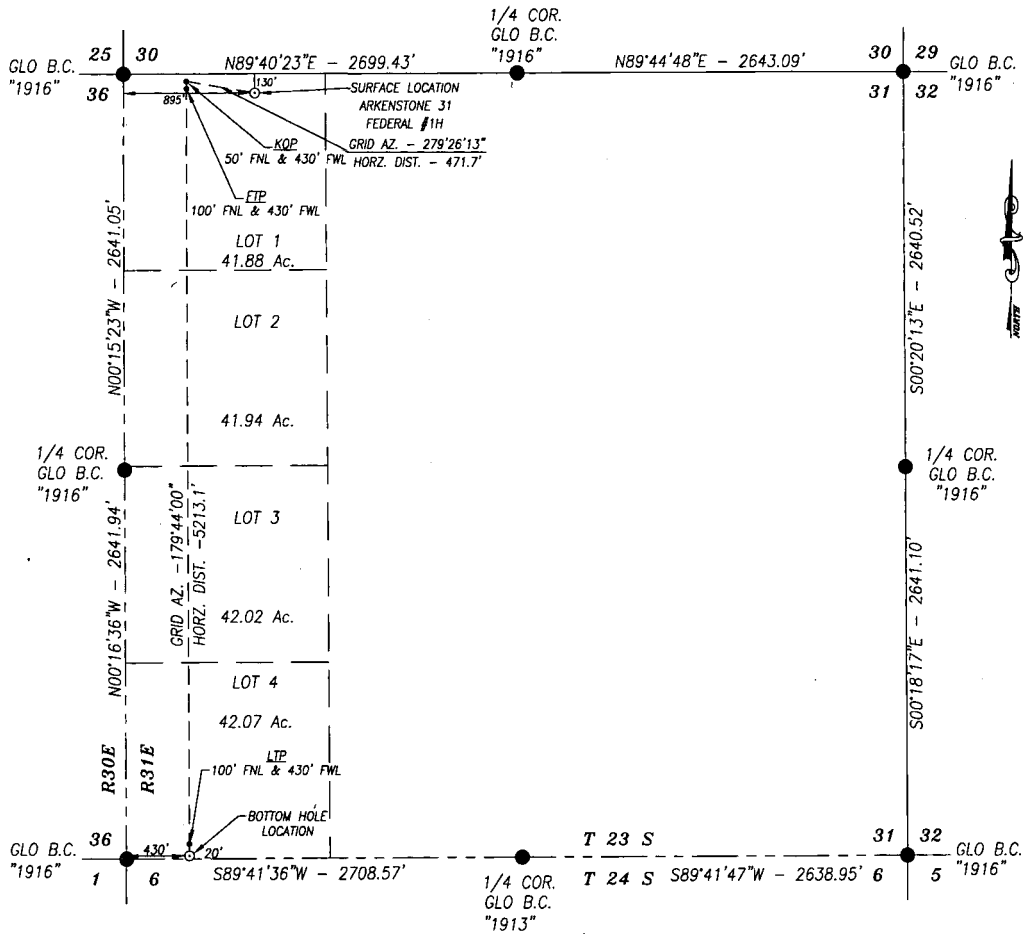 1/4 COR.
GLO B.C.
"1916"
25 30
30 29
GLO B.C.
"1916"
N89°40'23"E - 2699.43'
N89°44'48"E - 2643.09'
GLO B.C.
"1916"
36
31 32
130'
895'
SURFACE LOCATION
ARKENSTONE 31
FEDERAL #1H
KOP
50' FNL & 430' FWL
GRID AZ. - 279°26'13"
HORZ. DIST. - 471.7'
FTP
100' FNL & 430' FWL
LOT 1
41.88 Ac.
N00°15'23"W - 2641.05'
S00°20'13"E - 2640.52'
NORTH
LOT 2
41.94 Ac.
1/4 COR.
GLO B.C.
"1916"
1/4 COR.
GLO B.C.
"1916"
LOT 3
42.02 Ac.
GRID AZ. -179°44'00"
HORZ. DIST. -5213.1'
N00°16'36"W - 2641.94'
S00°18'17"E - 2641.10'
LOT 4
42.07 Ac.
R30E
R31E
LTP
100' FNL & 430' FWL
BOTTOM HOLE
LOCATION
GLO B.C.
"1916"
36
1 6
430'
20'
S89°41'36"W - 2708.57'
T 23 S
T 24 S
S89°41'47"W - 2638.95'
31 32
6 5
GLO B.C.
"1916"
1/4 COR.
GLO B.C.
"1913"